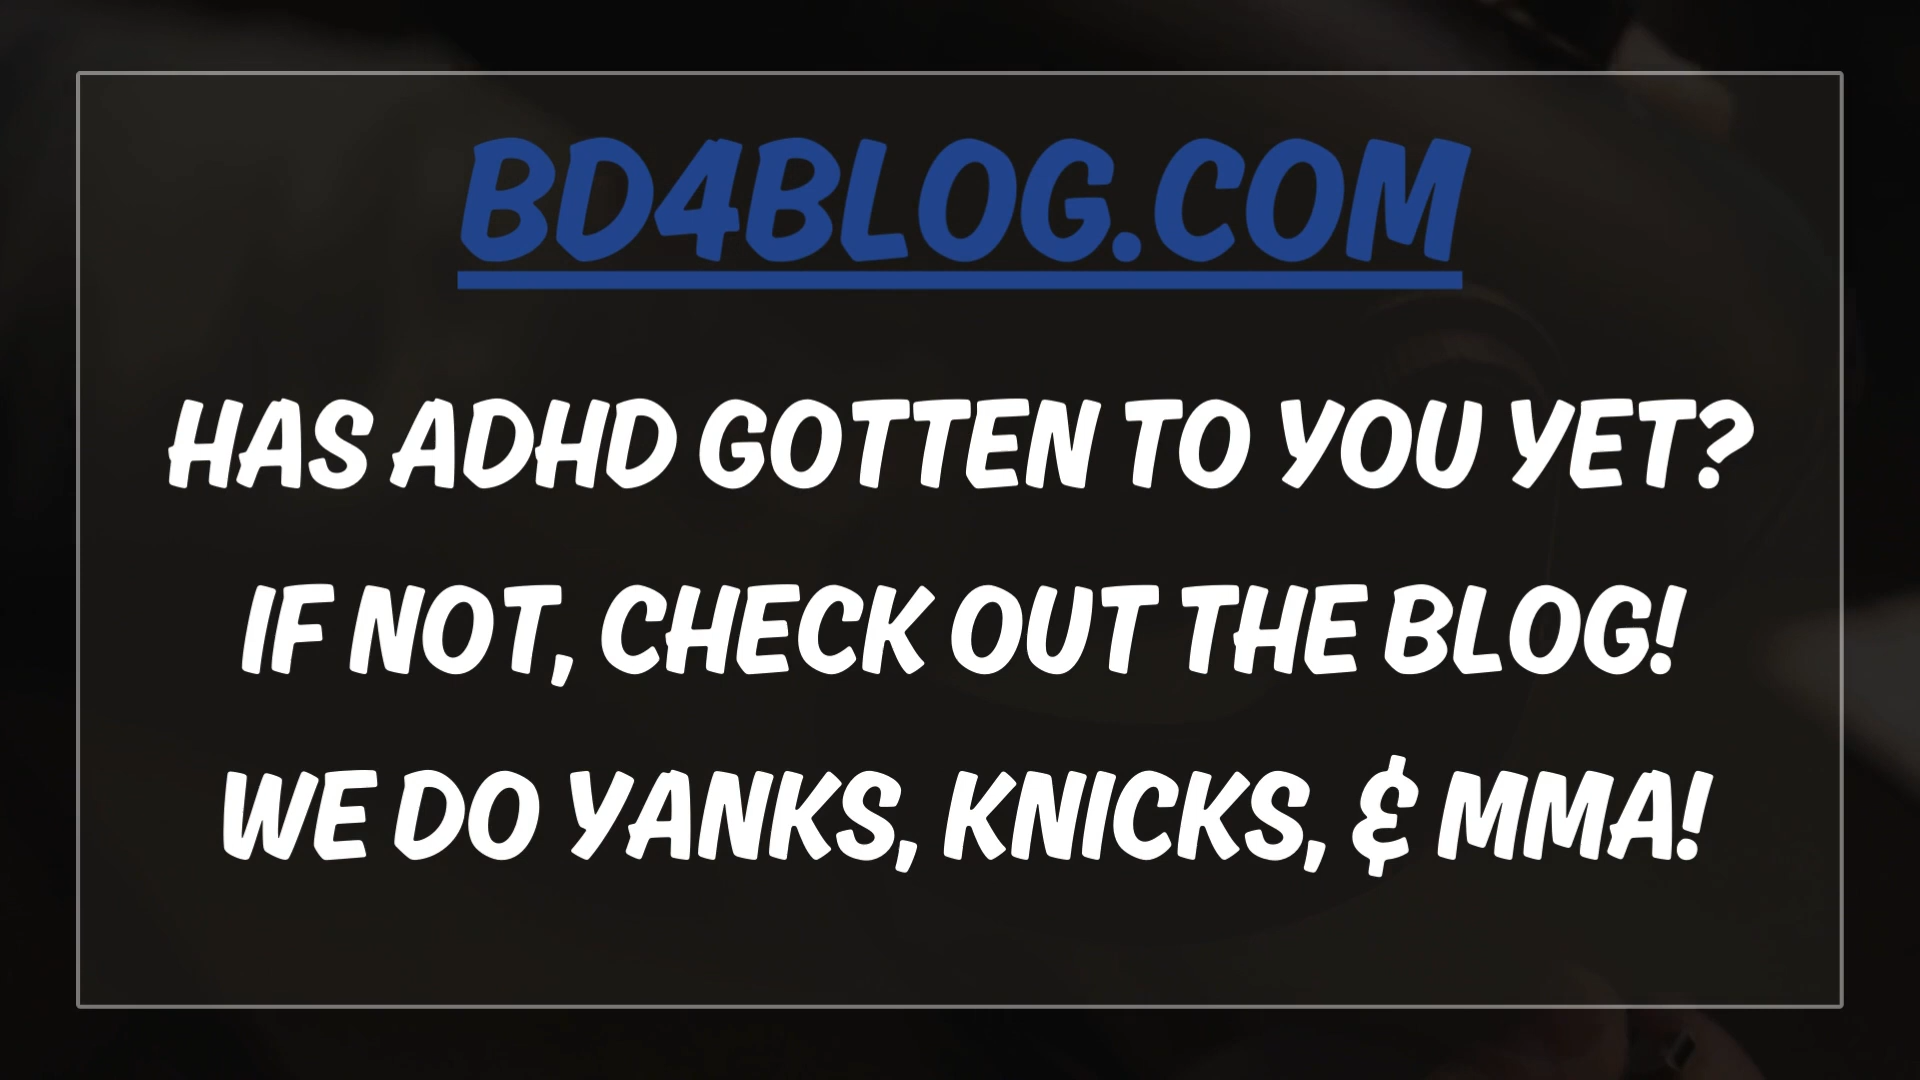 BD4BLOG.COM
HAS ADHD GOTTEN TO YOU YET?
IF NOT, CHECK OUT THE BLOG!
WE DO YANKS, KNICKS, & MMA!